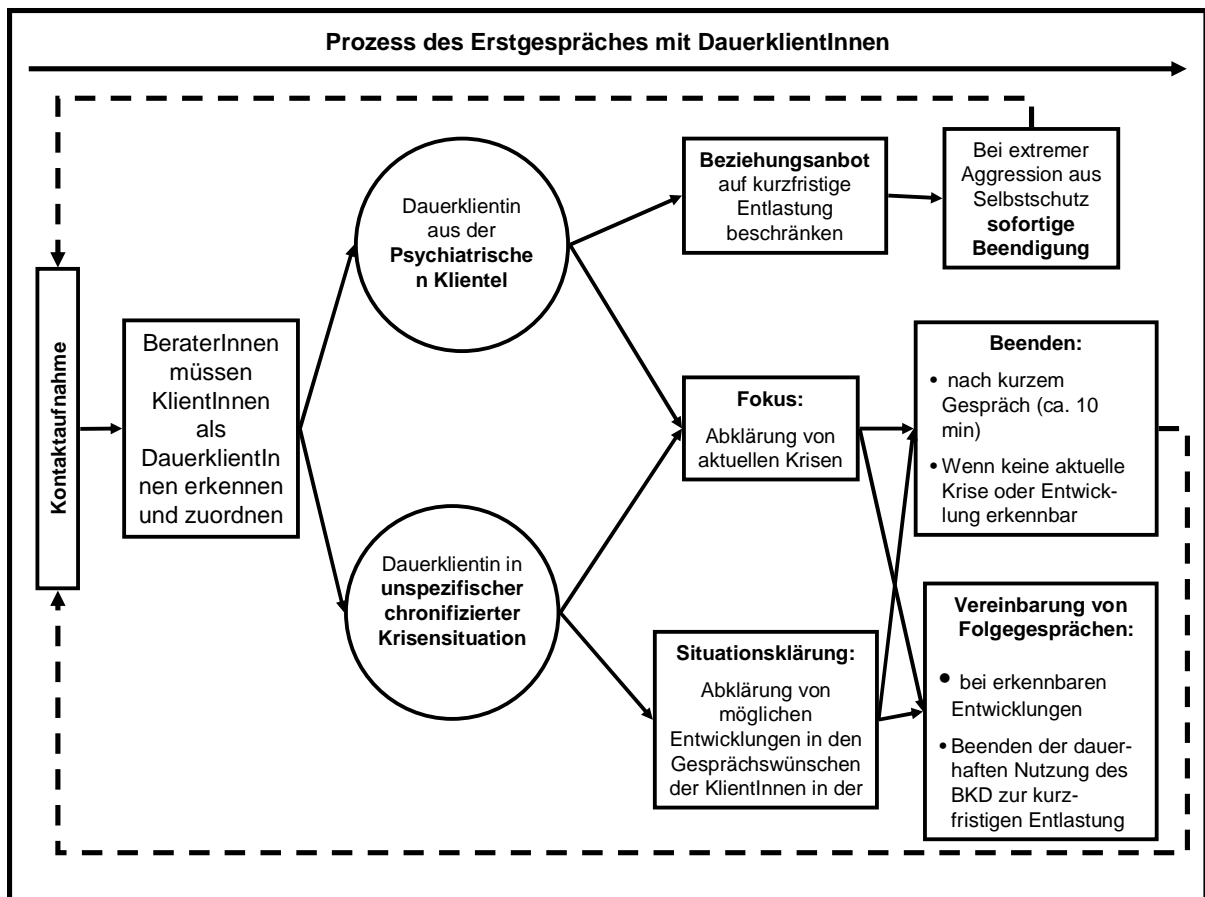 Prozess des Erstgespräches mit DauerklientInnen
Kontaktaufnahme
BeraterInnen
müssen
KlientInnen
als
DauerklientIn
nen erkennen
und zuordnen
Dauerklientin
aus der
Psychiatrische
n Klientel
Dauerklientin in
unspezifischer
chronifizierter
Krisensituation
Beziehungsanbot
auf kurzfristige
Entlastung
beschränken
Bei extremer
Aggression aus
Selbstschutz
sofortige
Beendigung
Fokus:
Abklärung von
aktuellen Krisen
Situationsklärung:
Abklärung von
möglichen
Entwicklungen in den
Gesprächswünschen
der KlientInnen in der
Beenden:
• nach kurzem
Gespräch (ca. 10
min)
• Wenn keine aktuelle
Krise oder Entwick-
lung erkennbar
Vereinbarung von
Folgegesprächen:
• bei erkennbaren
Entwicklungen
• Beenden der dauer-
haften Nutzung des
BKD zur kurz-
fristigen Entlastung